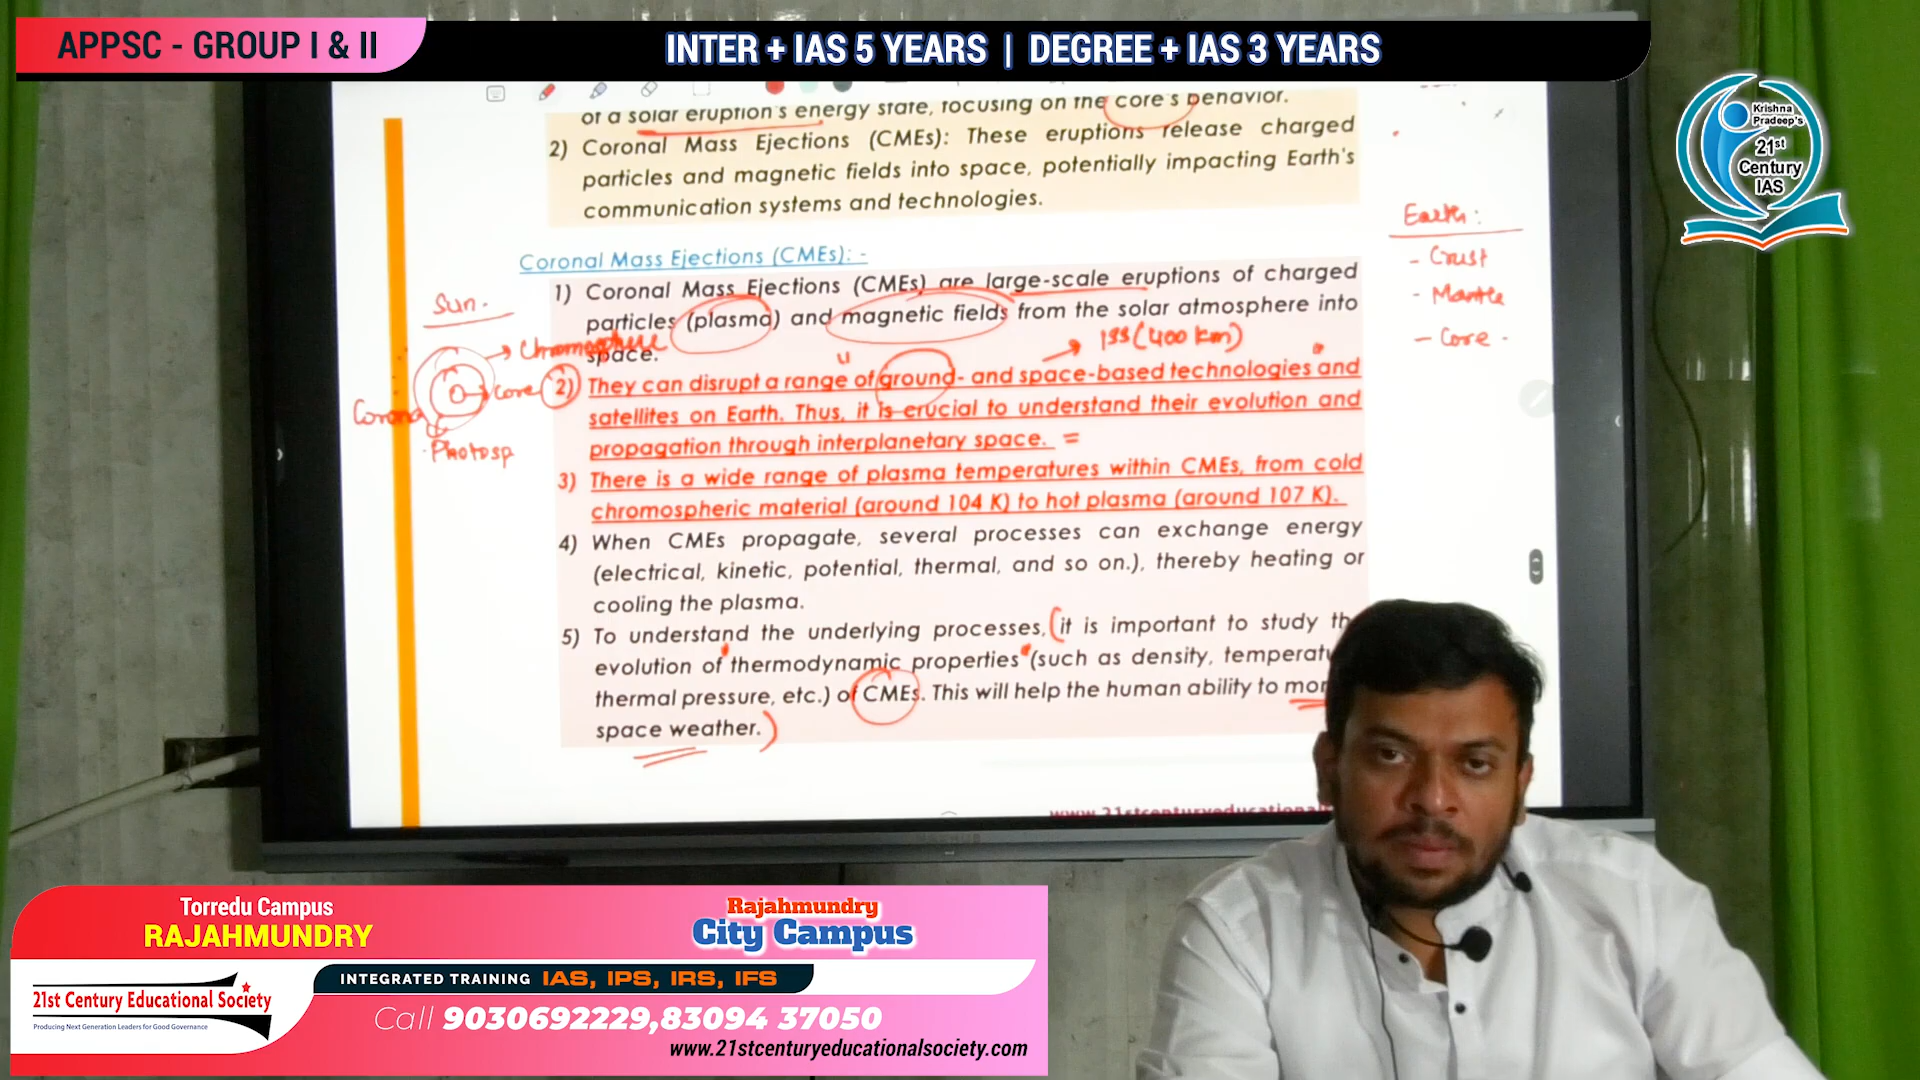 APPSC - GROUP I & II
INTER + IAS 5 YEARS | DEGREE + IAS 3 YEARS
Krishna
Pradeep's
21st
Century
IAS
of a solar eruption's energy state, focusing on the core's behavior.
2) Coronal Mass Ejections (CMEs): These eruptions release charged
particles and magnetic fields into space, potentially impacting Earth's
communication systems and technologies.
Coronal Mass Ejections (CMEs): -
1) Coronal Mass Ejections (CMEs) are large-scale eruptions of charged
particles (plasma) and magnetic fields from the solar atmosphere into
space.
2) They can disrupt a range of ground- and space-based technologies and
satellites on Earth. Thus, it is crucial to understand their evolution and
propagation through interplanetary space.
3) There is a wide range of plasma temperatures within CMEs, from cold
chromospheric material (around 104 K) to hot plasma (around 107 K).
4) When CMEs propagate, several processes can exchange energy
(electrical, kinetic, potential, thermal, and so on.), thereby heating or
cooling the plasma.
5) To understand the underlying processes, it is important to study th
evolution of thermodynamic properties (such as density, temperatu
thermal pressure, etc.) of CMEs. This will help the human ability to mon
space weather.
Sun.
Chromosphere
Core
Corona
Photosp
ISS (400 km)
Earth:
- Crust
- Mantle
- Core.
Torredu Campus
RAJAHMUNDRY
Rajahmundry
City Campus
INTEGRATED TRAINING IAS, IPS, IRS, IFS
21st Century Educational Society
Producing Next Generation Leaders for Good Governance
Call 9030692229,83094 37050
www.21stcenturyeducationalsociety.com